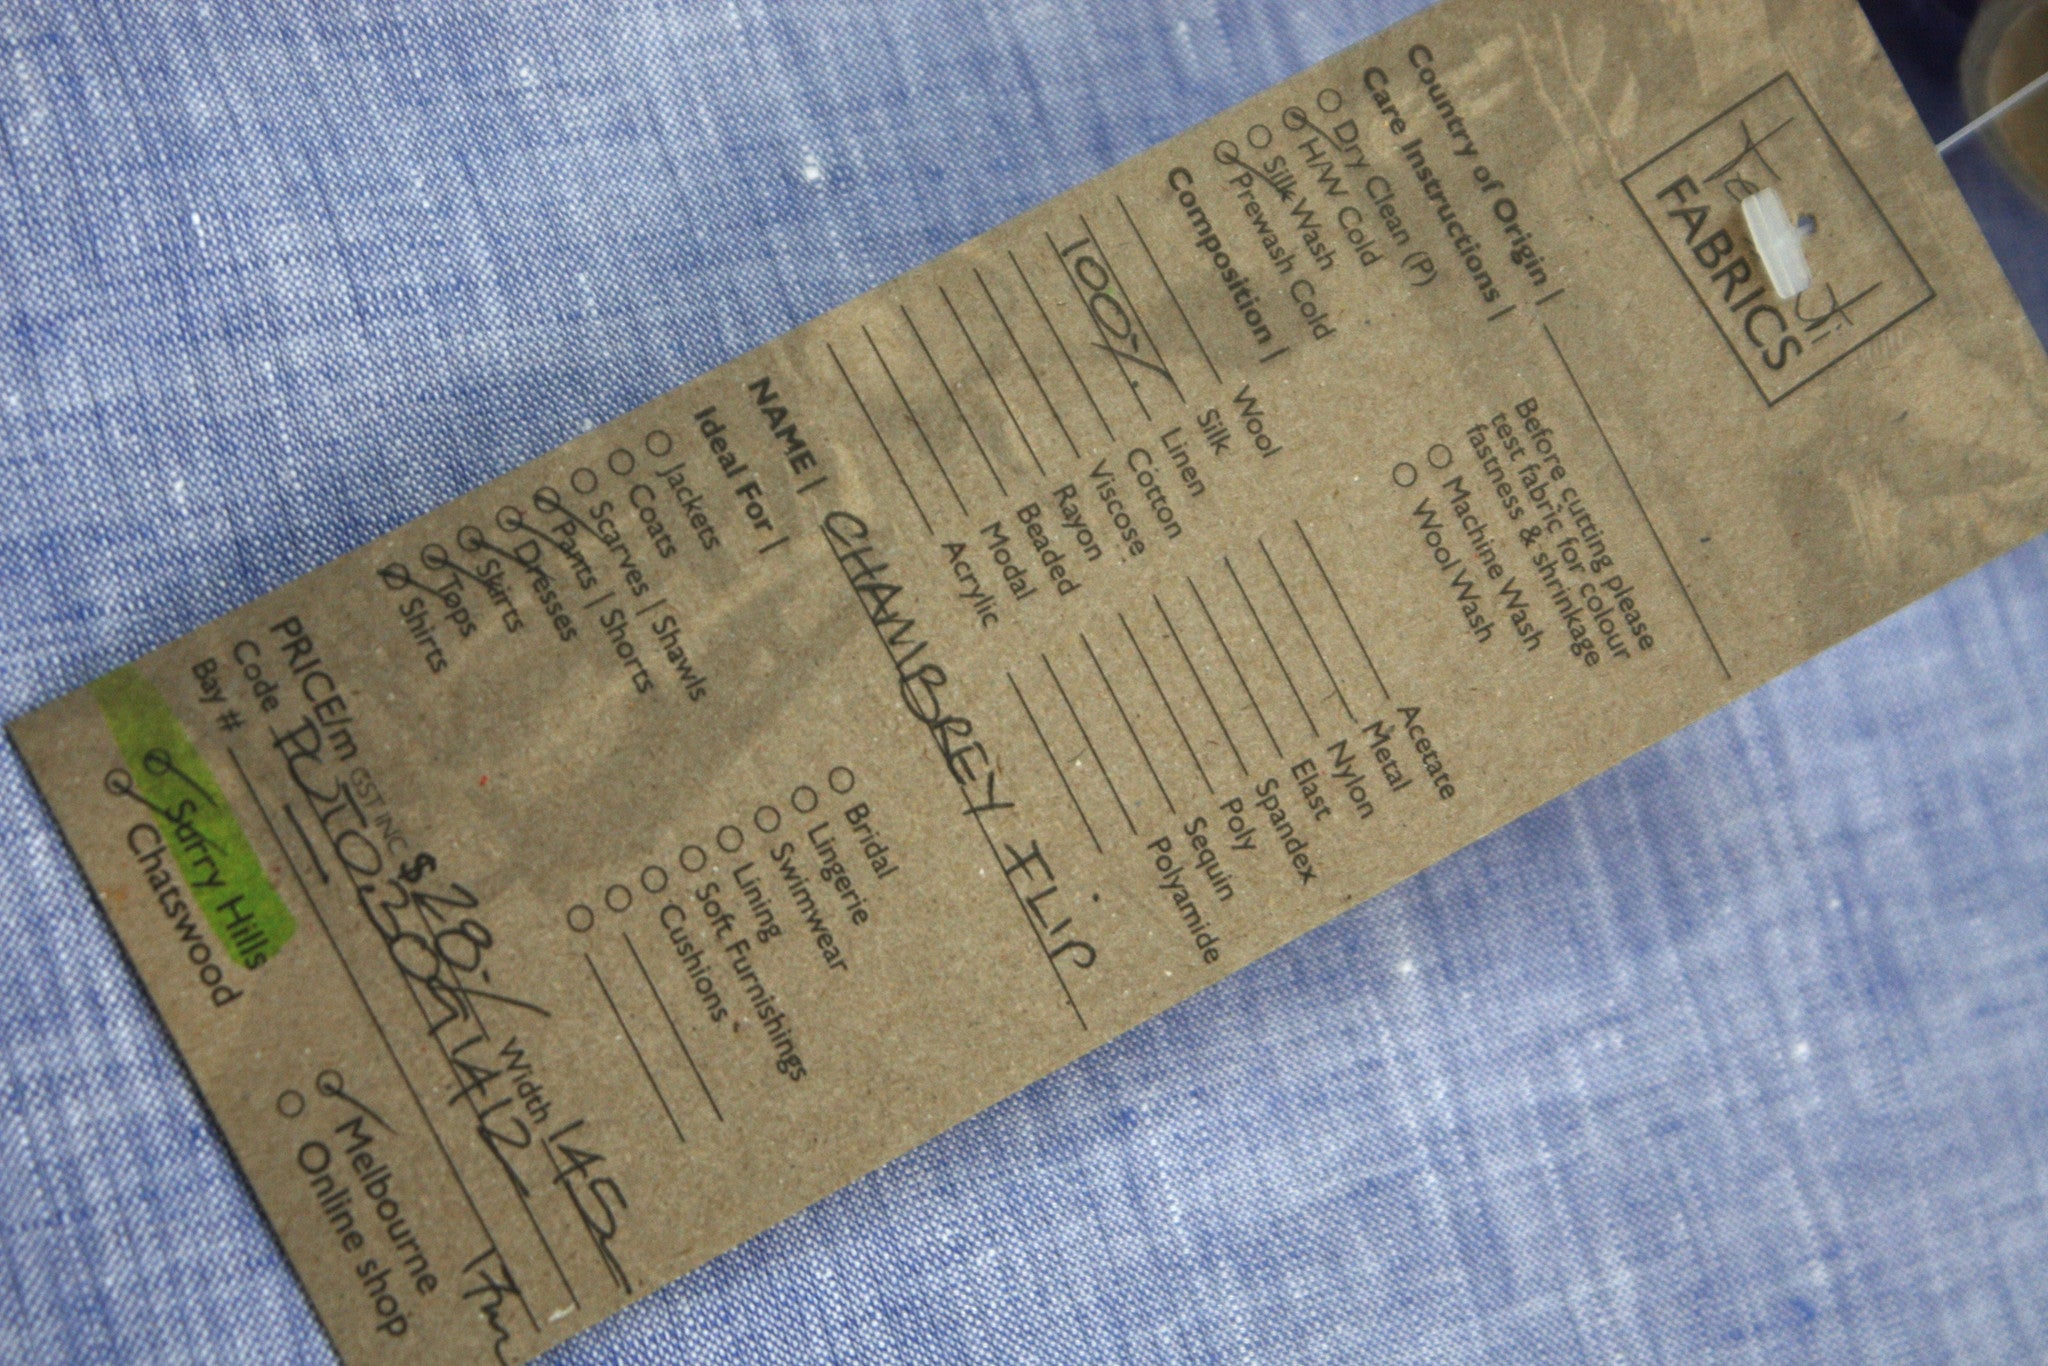 FABRICS
Country of Origin |
Care Instructions |
Dry Clean (P)
H/W Cold
Silk Wash
Prewash Cold
Before cutting please
test fabric for colour
fastness & shrinkage
Machine Wash
Wool Wash
Composition |
Wool
Silk
100% Linen
Cotton
Viscose
Rayon
Beaded
Modal
Acrylic
Acetate
Metal
Nylon
Elast
Spandex
Poly
Sequin
Polyamide
NAME | CHAMBREY FLIP
Ideal For |
Jackets
Coats
Scarves | Shawls
Pants | Shorts
Dresses
Skirts
Tops
Shirts
Bridal
Lingerie
Swimwear
Lining
Soft Furnishings
Cushions
PRICE/m GST INC $28- Width 145
Code
Bay # 17m
Surry Hills
Chatswood
Melbourne
Online shop